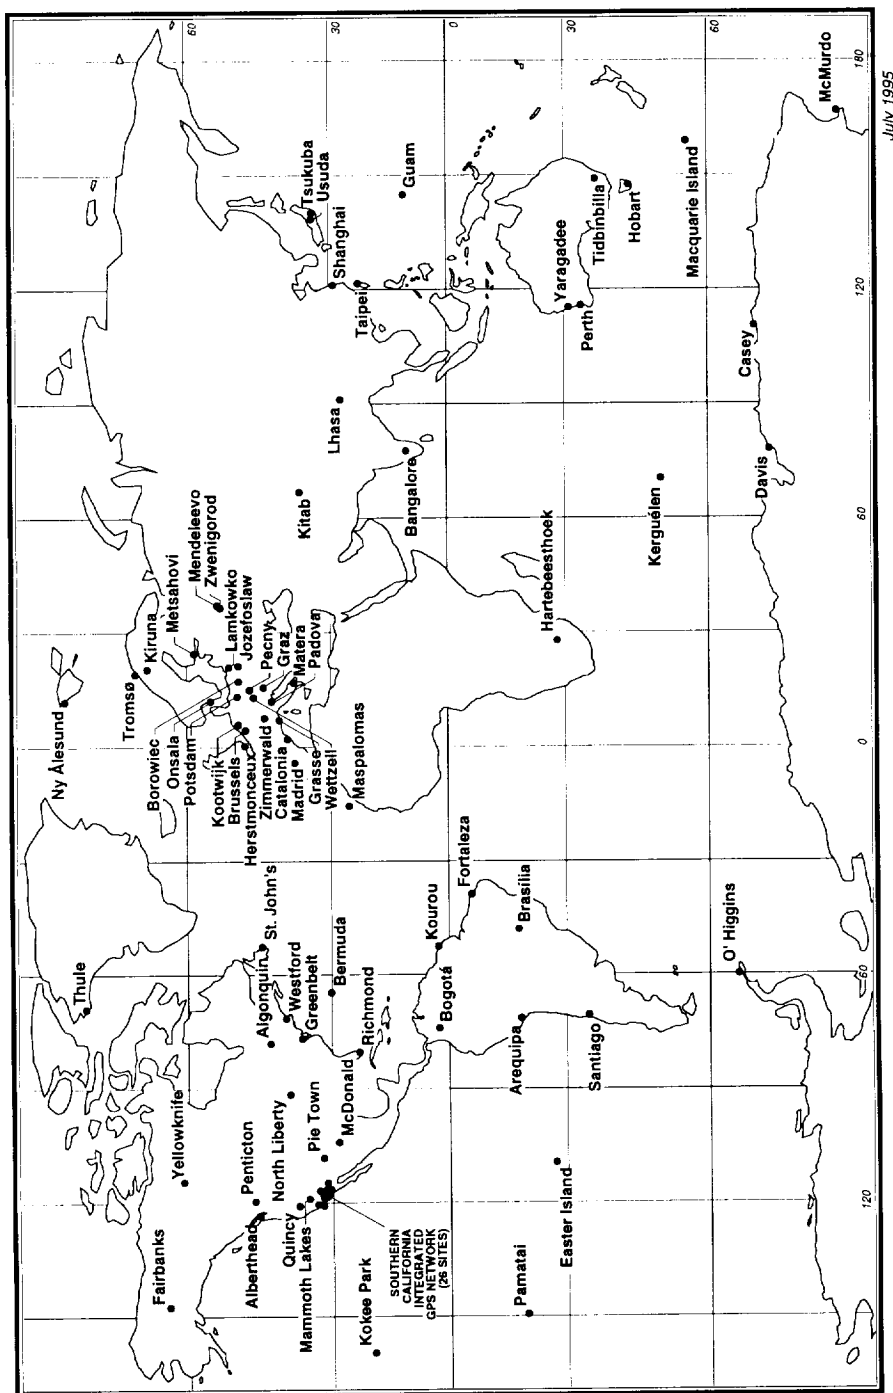 Ny Ålesund
Tromsø
Kiruna
Metsahovi
Mendeleevo
Zwenigorod
Lamkowko
Jozefoslaw
Pecny
Graz
Matera
Padova
Borowiec
Onsala
Potsdam
Kootwijk
Brussels
Herstmonceux
Zimmerwald
Catalonia
Madrid
Grasse
Wettzell
Maspalomas
Thule
Fairbanks
Yellowknife
Penticton
Alberthead
North Liberty
Quincy
Mammoth Lakes
Pie Town
McDonald
SOUTHERN
CALIFORNIA
INTEGRATED
GPS NETWORK
(26 SITES)
Kokee Park
Algonquin
St. John's
Westford
Greenbelt
Bermuda
Richmond
Kourou
Bogotá
Fortaleza
Brasilia
Arequipa
Santiago
Easter Island
Pamatai
O' Higgins
Kitab
Lhasa
Bangalore
Shanghai
Taipei
Tsukuba
Usuda
Guam
Hartebeesthoek
Kerguelen
Yaragadee
Perth
Tidbinbilla
Hobart
Macquarie Island
Casey
Davis
McMurdo
60
30
0
30
60
120
60
0
60
120
180
July 1995